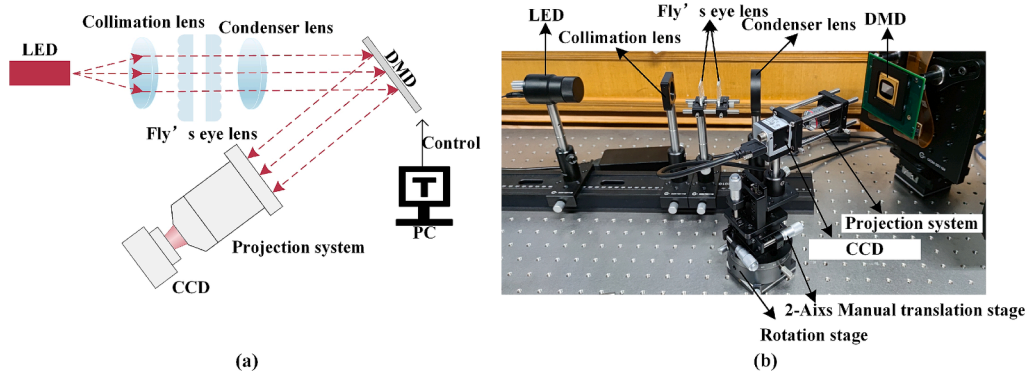 Collimation lens
Condenser lens
LED
DMD
Fly’s eye lens
Control
T
PC
Projection system
CCD
(a)
LED
Fly’s eye lens
Collimation lens
Condenser lens
DMD
Projection system
CCD
2-Aixs Manual translation stage
Rotation stage
(b)